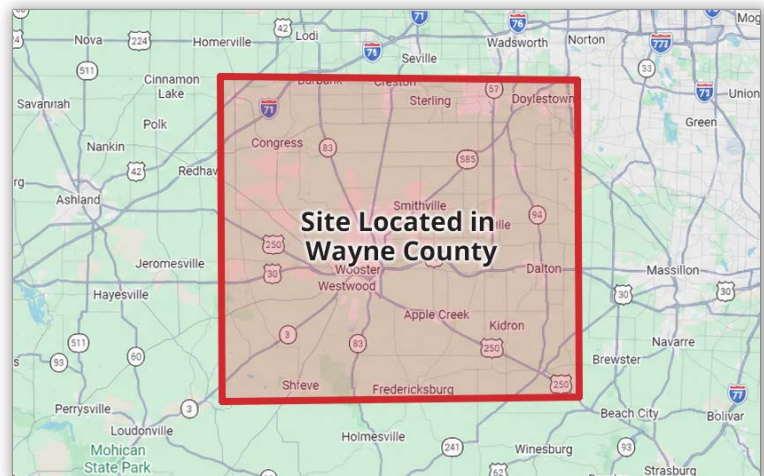 71
76
Mog
Nova
224
Homerville
42
Lodi
Wadsworth
Norton
71
Seville
511
33
77
Cinnamon
Lake
Creston
57
Sterling
Doylestown
71
Union
Savannah
71
Green
Polk
Congress
83
585
Nankin
42
Redhav
Ashland
Smithville
94
ille
Site Located in
Wayne County
250
Jeromesville
30
Wooster
Dalton
Massillon
Westwood
30
30
Hayesville
Apple Creek
Kidron
3
83
250
511
93
60
Navarre
Brewster
Shreve
Fredericksburg
250
77
Perrysville
3
Beach City
Bolivar
Loudonville
Holmesville
241
Winesburg
93
Mohican
State Park
62
Strasburg